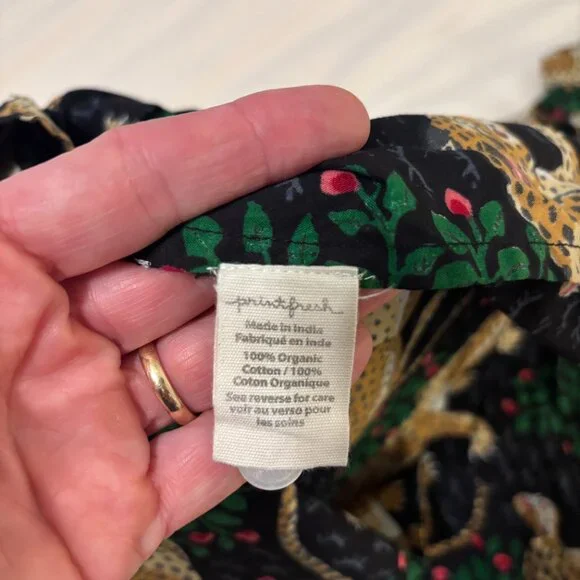 printfresh
Made in India
Fabriqué en inde
100% Organic
Cotton / 100%
Coton Organique
See reverse for care
voir au verso pour
les soins